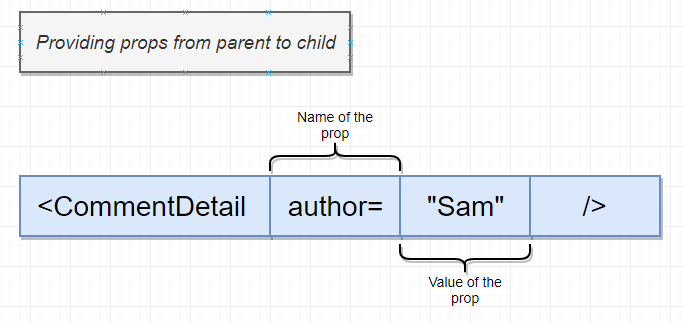 Providing props from parent to child
Name of the
prop
<CommentDetail author= "Sam" />
Value of the
prop